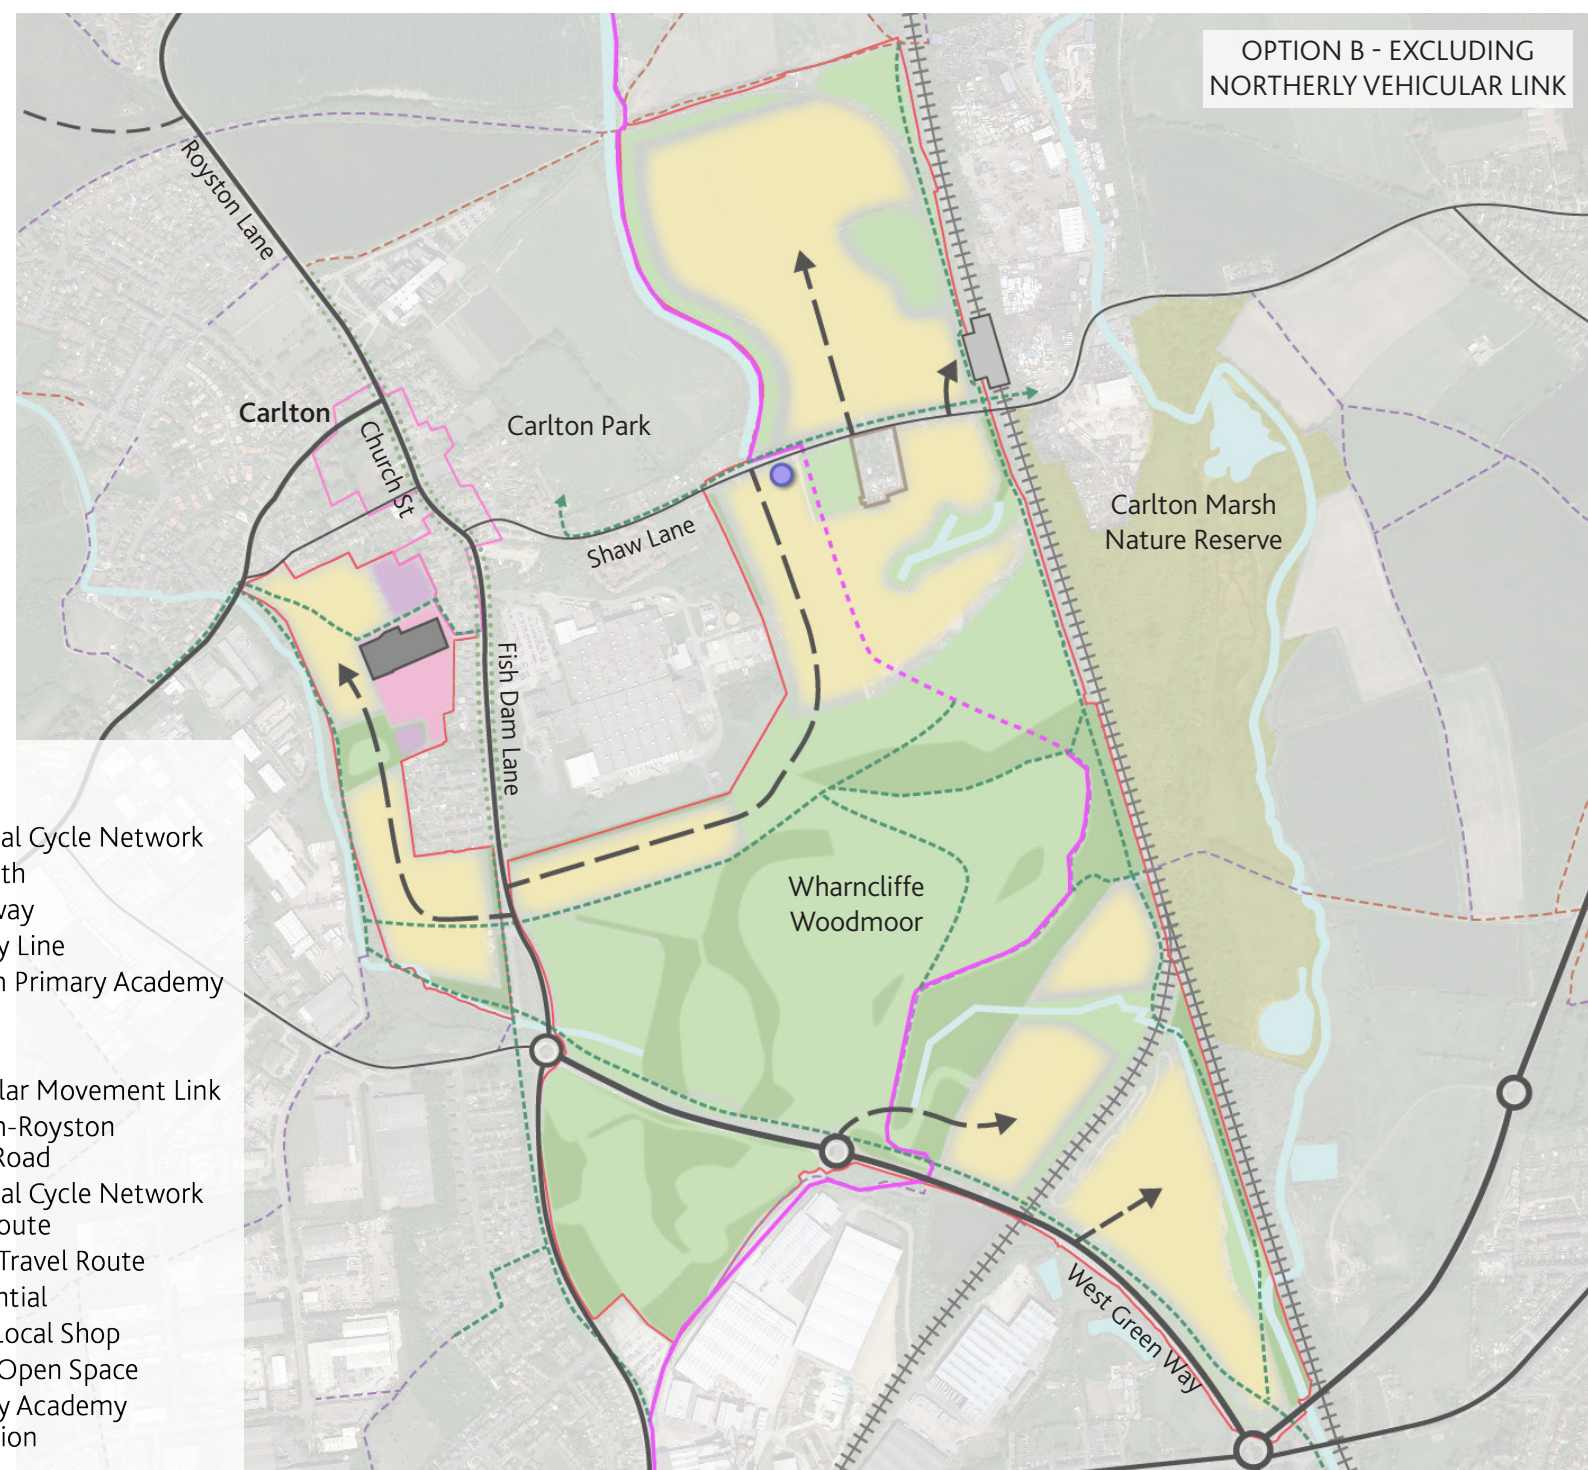 OPTION B - EXCLUDING
NORTHERLY VEHICULAR LINK
Royston Lane
Carlton
Church St
Carlton Park
Shaw Lane
Carlton Marsh
Nature Reserve
Fish Dam Lane
Wharncliffe
Woodmoor
West Green Way
al Cycle Network
th
way
y Line
n Primary Academy
lar Movement Link
n-Royston
Road
al Cycle Network
oute
Travel Route
ntial
Local Shop
Open Space
y Academy
ion